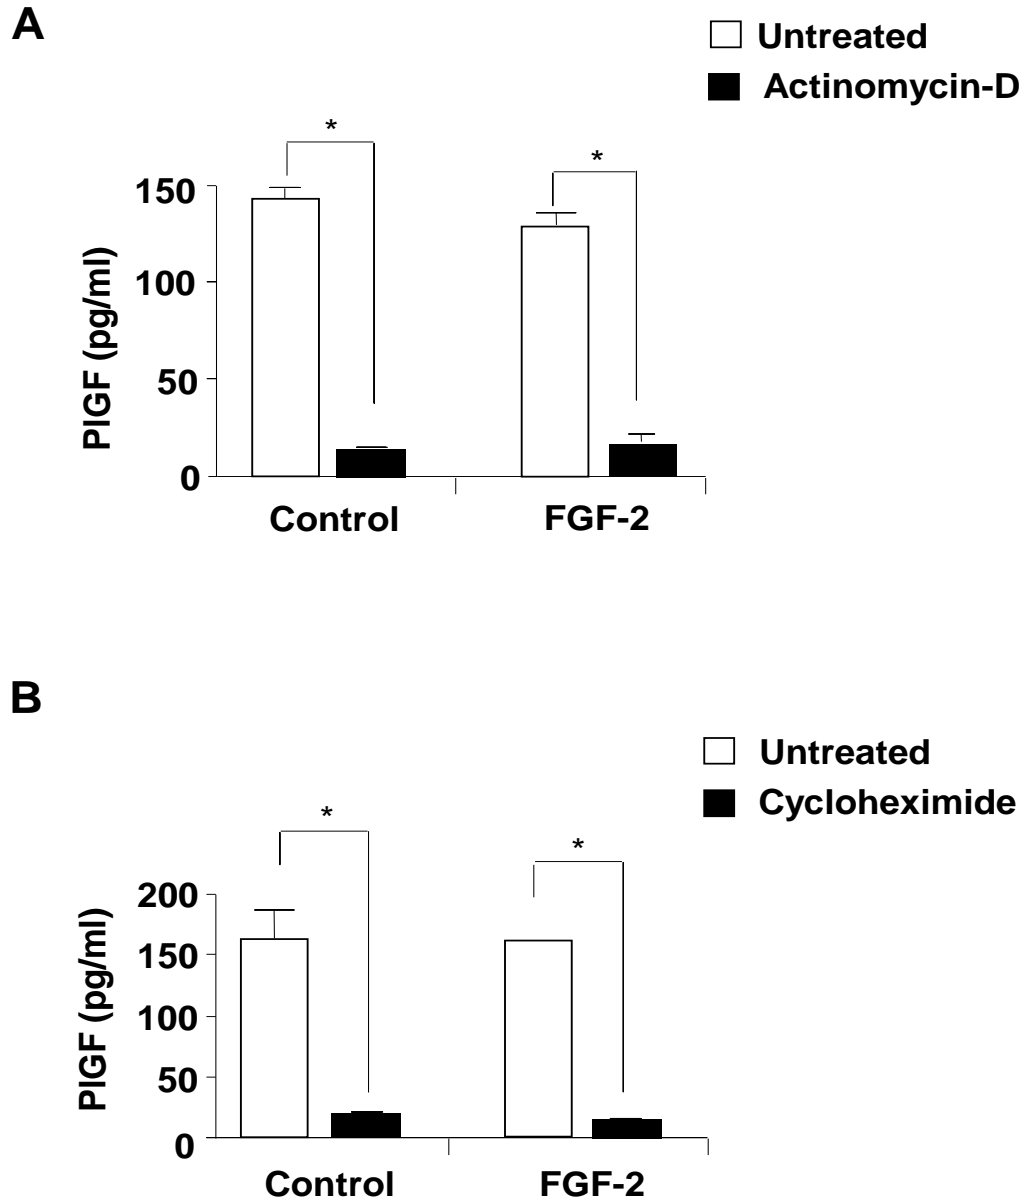 A
Untreated
Actinomycin-D
*
*
150
100
50
0
PlGF (pg/ml)
Control
FGF-2
B
Untreated
Cycloheximide
*
*
200
150
100
50
0
PlGF (pg/ml)
Control
FGF-2